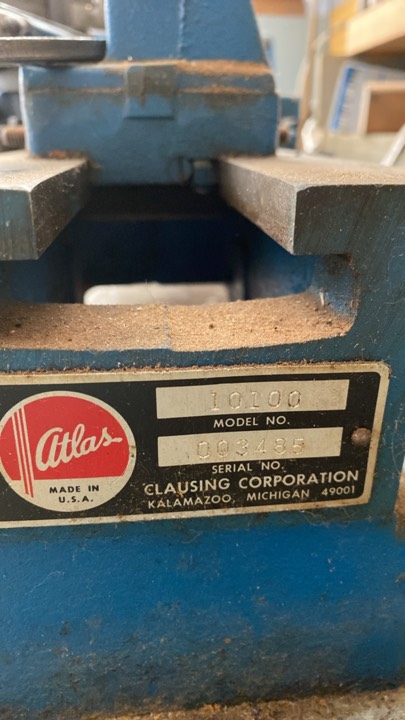 Atlas
MADE IN
U.S.A.
10100
MODEL NO.
003485
SERIAL NO.
CLAUSING CORPORATION
KALAMAZOO, MICHIGAN 49001